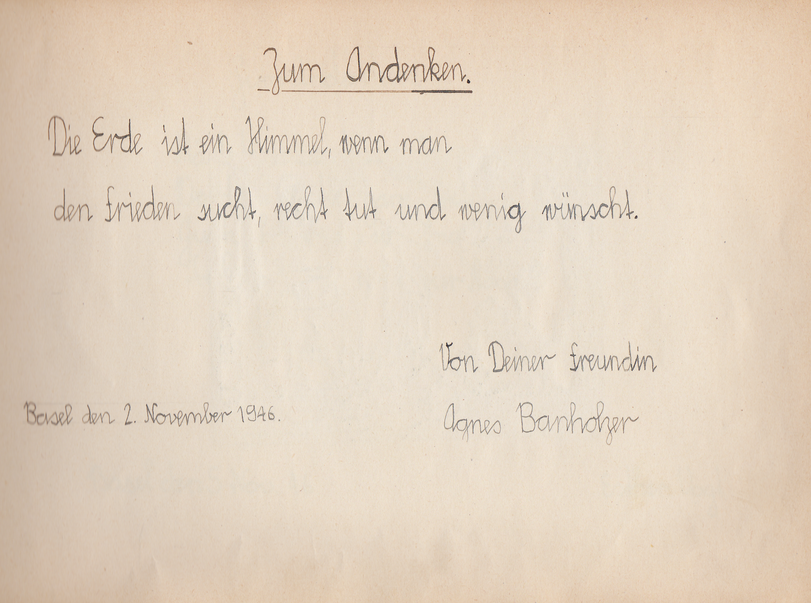 Zum Andenken.
Die Erde ist ein Himmel, wenn man
den Frieden sucht, recht tut und wenig wünscht.
Von Deiner Freundin
Basel den 2. November 1946.
Agnes Banholzer